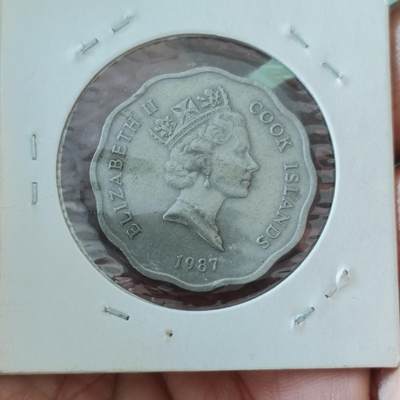 ELIZABETH II
COOK ISLANDS
1987